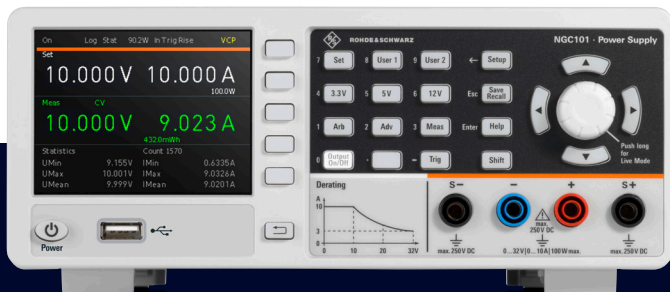 On Log Stat 90.2W In Trig Rise VCP
Set
10.000 V 10.000 A
100.0W
Meas CV
10.000 V 9.023 A
432.0mWh
Statistics Count 1570
UMin 9.155V IMin 0.6335A
UMax 10.001V IMax 9.0326A
UMean 9.999V IMean 9.0201A
Power
ROHDE&SCHWARZ NGC101 · Power Supply
7 Set 8 User 1 9 User 2 ← Setup
4 3.3 V 5 5 V 6 12 V Esc Save Recall
1 Arb 2 Adv 3 Meas Enter Help
0 Output On/Off · – Trig Shift
Push long
for
Live Mode
Derating
A
10
3
0
0 10 20 32V
S– – + S+
max.
250 V DC
max. 250 V DC 0...32V|0...10A|100W max. max. 250 V DC